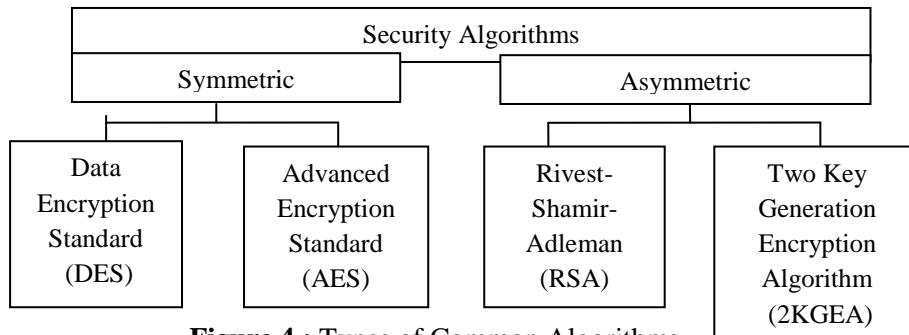 Security Algorithms
Symmetric
Asymmetric
Data
Encryption
Standard
(DES)
Advanced
Encryption
Standard
(AES)
Rivest-
Shamir-
Adleman
(RSA)
Two Key
Generation
Encryption
Algorithm
(2KGEA)
Figure 4 : Types of Common Algorithms